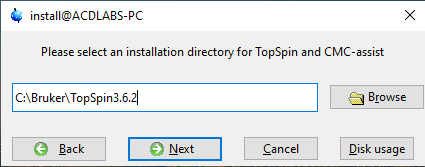 install@ACDLABS-PC
Please select an installation directory for TopSpin and CMC-assist
C:\Bruker\TopSpin3.6.2
Browse
Back
Next
Cancel
Disk usage